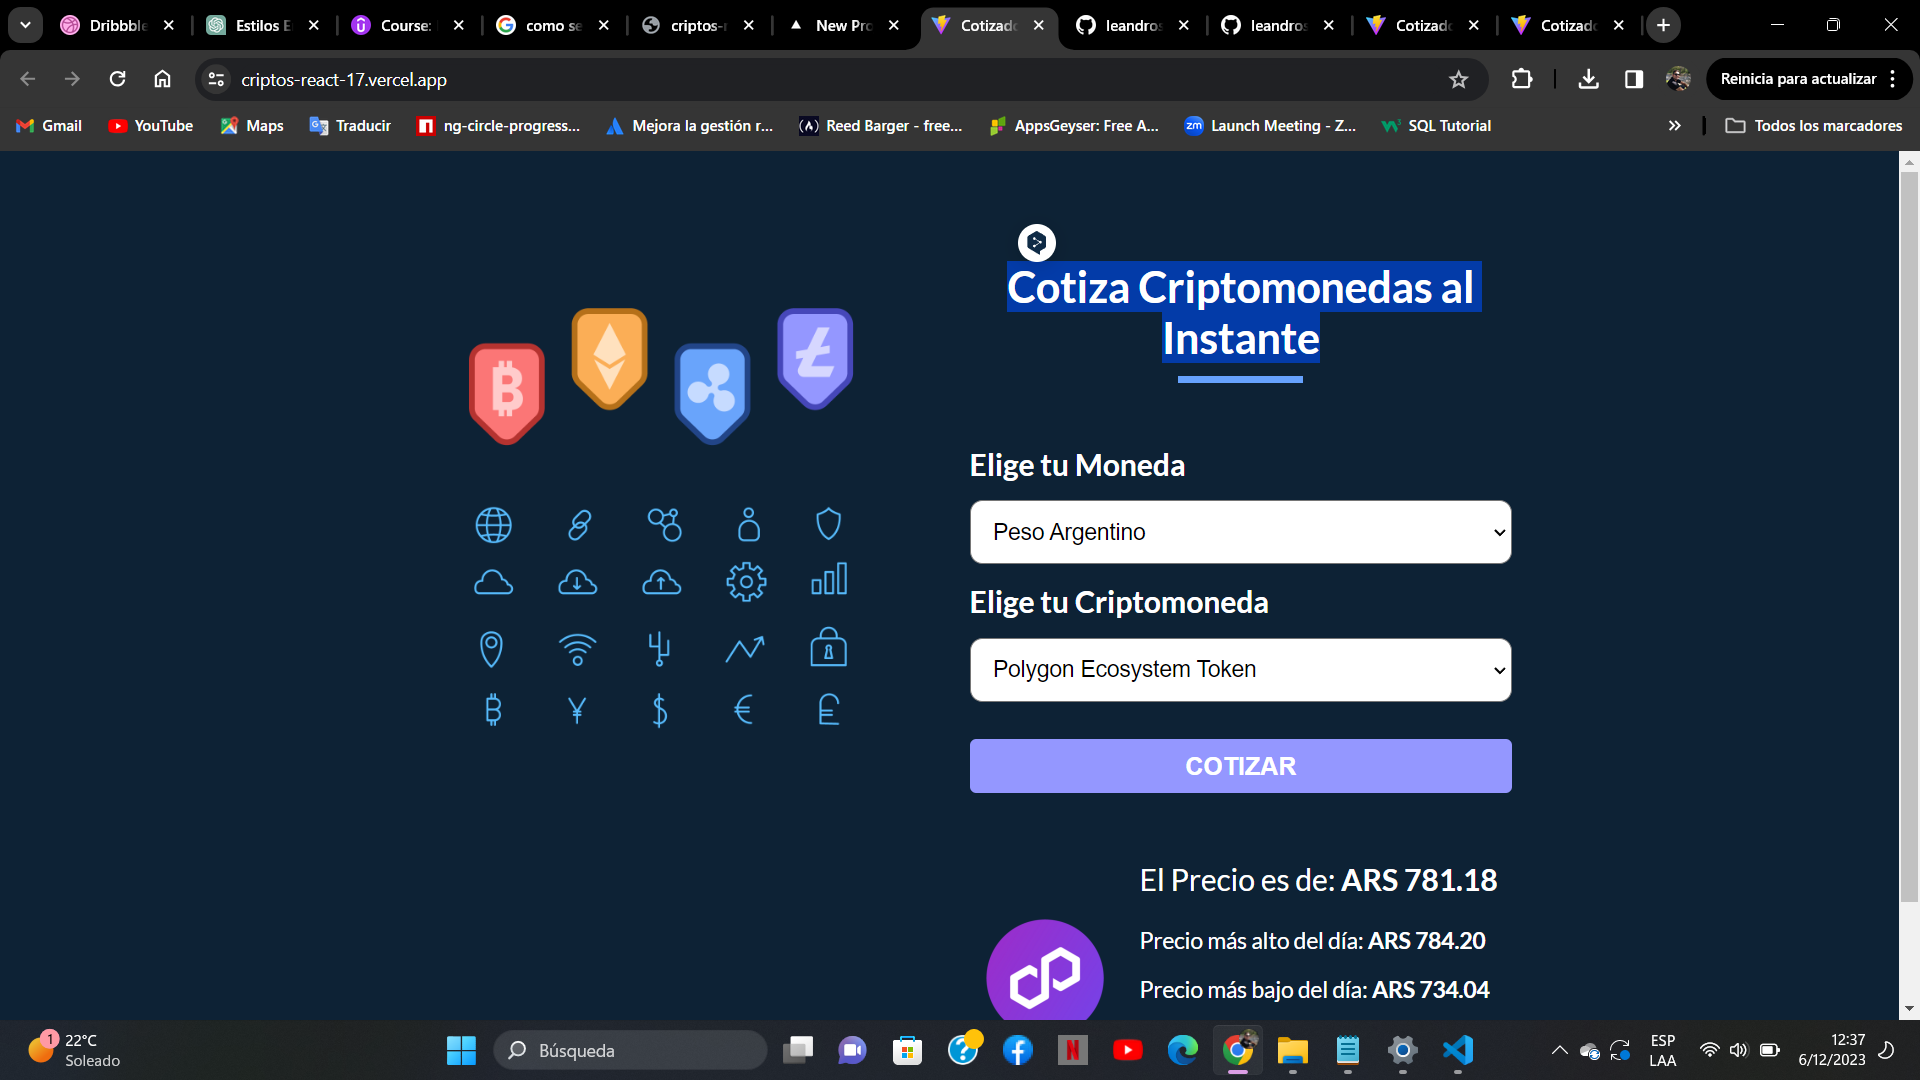 Dribbble
Estilos E
Course:
como se
criptos-r
New Pro
Cotizado
leandros
leandros
Cotizado
Cotizado
criptos-react-17.vercel.app
Reinicia para actualizar
Gmail
YouTube
Maps
Traducir
ng-circle-progress...
Mejora la gestión r...
Reed Barger - free...
AppsGeyser: Free A...
zm
Launch Meeting - Z...
SQL Tutorial
Todos los marcadores
Cotiza Criptomonedas al
Instante
Elige tu Moneda
Peso Argentino
Elige tu Criptomoneda
Polygon Ecosystem Token
COTIZAR
El Precio es de: ARS 781.18
Precio más alto del día: ARS 784.20
Precio más bajo del día: ARS 734.04
1
22°C
Soleado
Búsqueda
ESP
LAA
12:37
6/12/2023